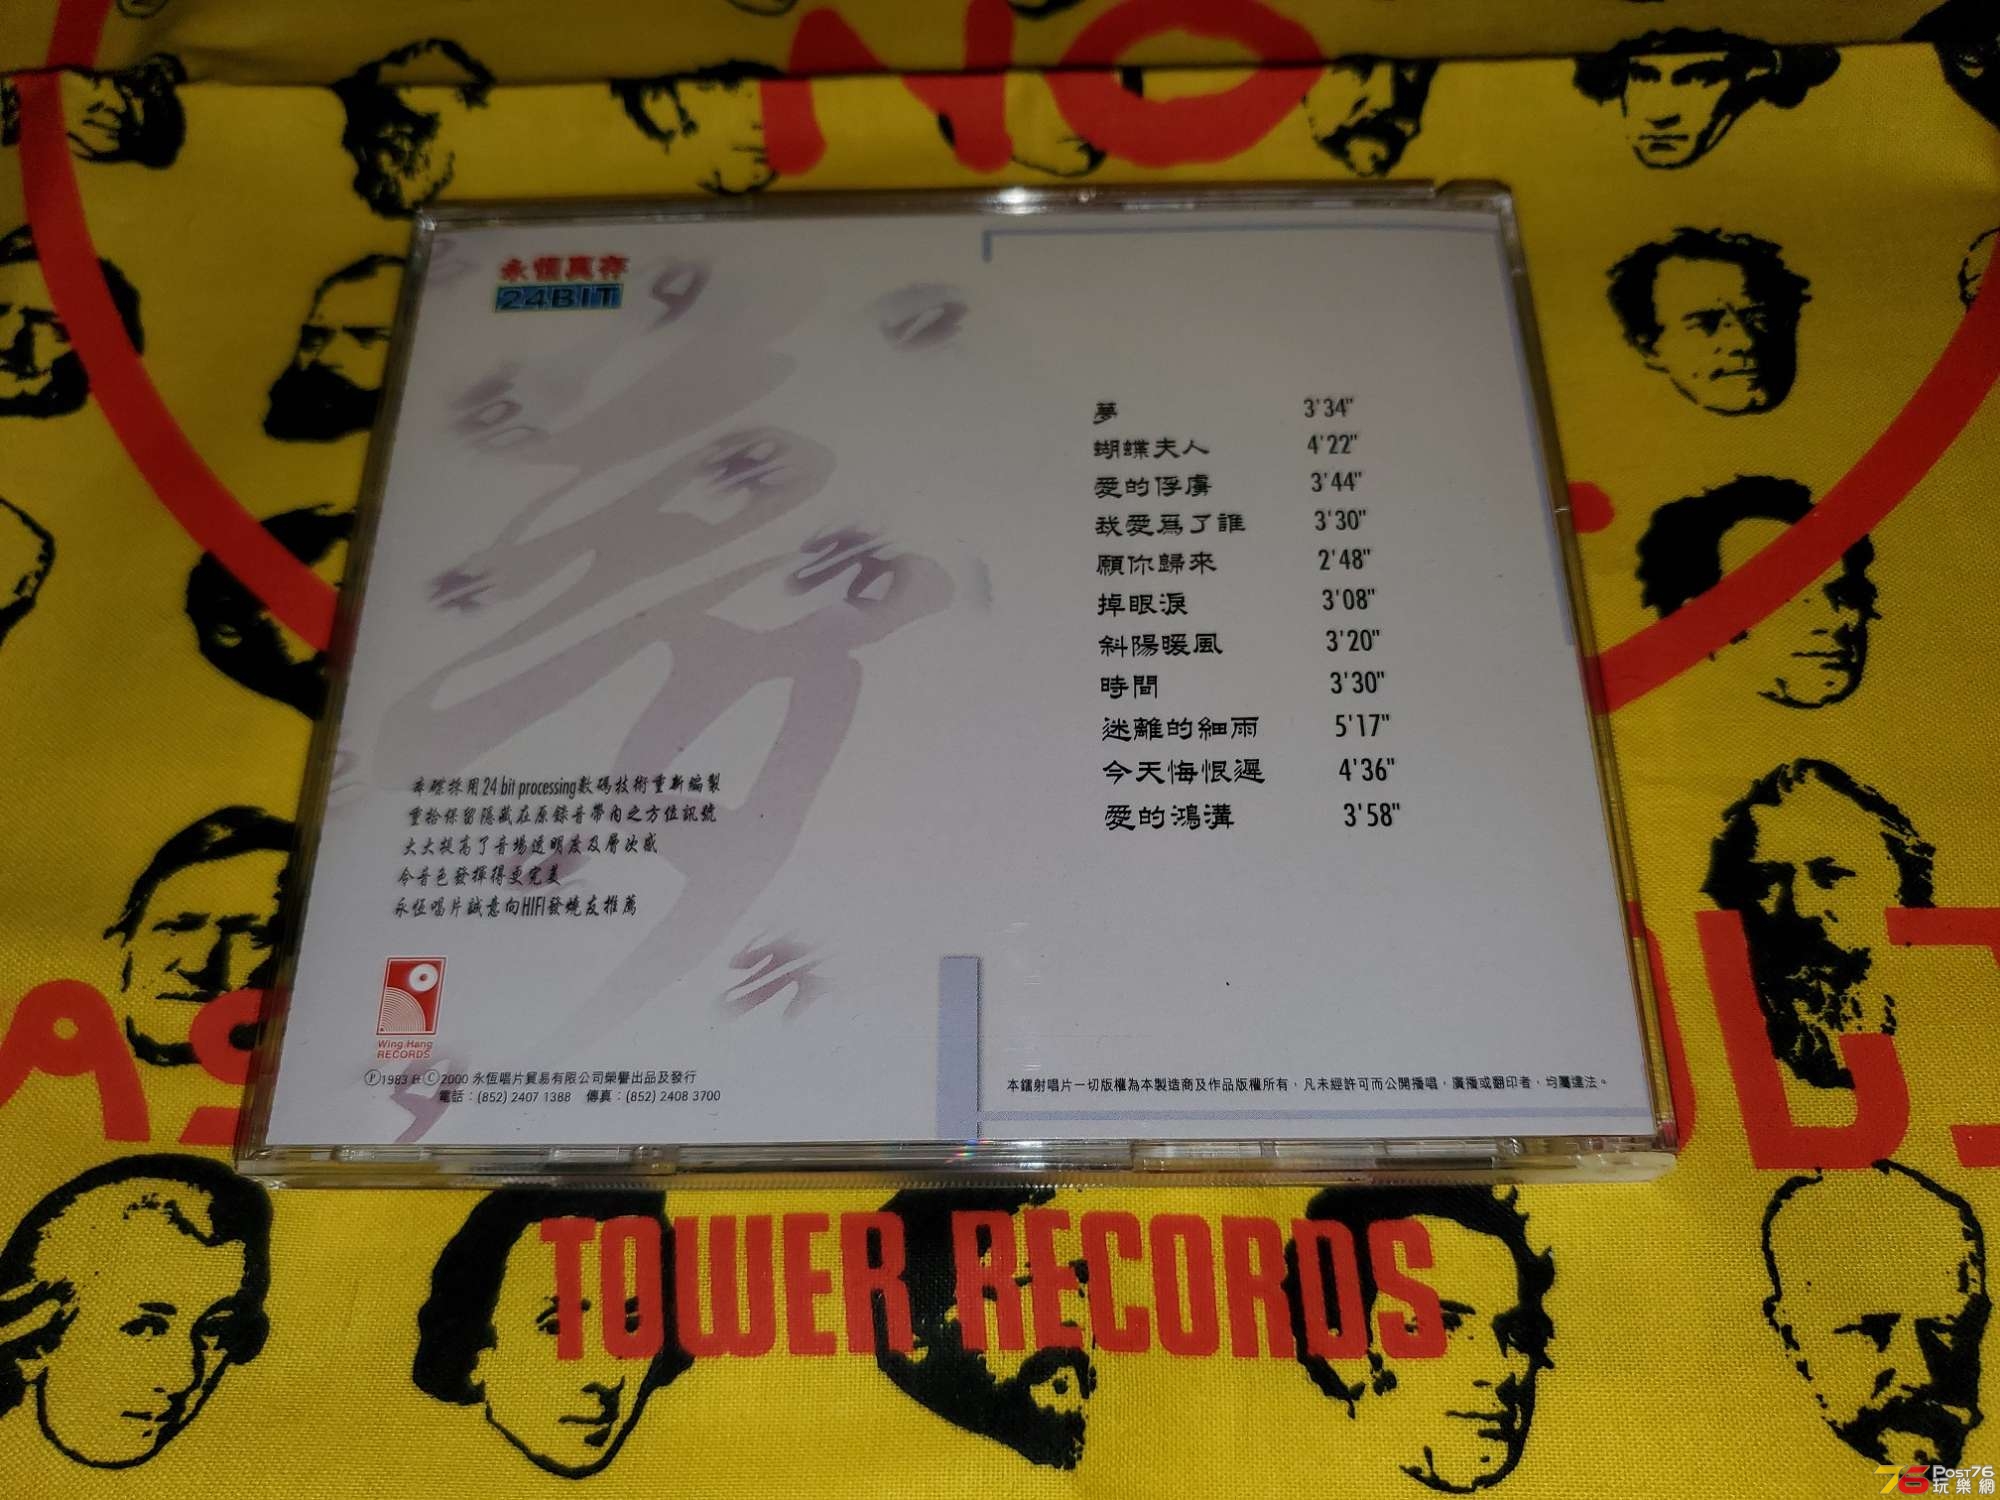 NO
永恆真存
24BIT
夢 3'34"
蝴蝶夫人 4'22"
愛的俘虜 3'44"
我愛爲了誰 3'30"
願你歸來 2'48"
掉眼淚 3'08"
斜陽暖風 3'20"
時間 3'30"
迷離的細雨 5'17"
今天悔恨遲 4'36"
愛的鴻溝 3'58"
本碟採用24 bit processing數碼技術重新編製
重拾保留隱藏在原錄音帶內之方位訊號
大大提高了音場透明度及層次感
令音色發揮得更完美
永恆唱片誠意向HIFI發燒友推薦
Wing Hang
RECORDS
Ⓟ1983 & Ⓒ2000 永恆唱片貿易有限公司榮譽出品及發行
電話：(852) 2407 1388 傳真：(852) 2408 3700
本鐳射唱片一切版權為本製造商及作品版權所有，凡未經許可而公開播唱，廣播或翻印者，均屬違法。
TOWER RECORDS
76 POST76
玩樂網